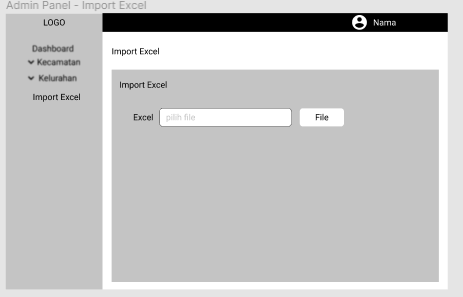 Admin Panel - Import Excel
LOGO
Nama
Dashboard
Kecamatan
Kelurahan
Import Excel
Import Excel
Import Excel
Excel
pilih file
File